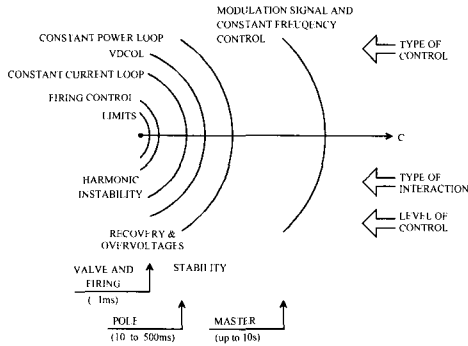 MODULATION SIGNAL AND
CONSTANT FREUQENCY
CONTROL
CONSTANT POWER LOOP
VDCOL
CONSTANT CURRENT LOOP
FIRING CONTROL
LIMITS
TYPE OF
CONTROL
C
HARMONIC
INSTABILITY
TYPE OF
INTERACTION
RECOVERY &
OVERVOLTAGES
LEVEL OF
CONTROL
VALVE AND
FIRING
( 1ms)
STABILITY
POLE
(10 to 500ms)
MASTER
(up to 10s)